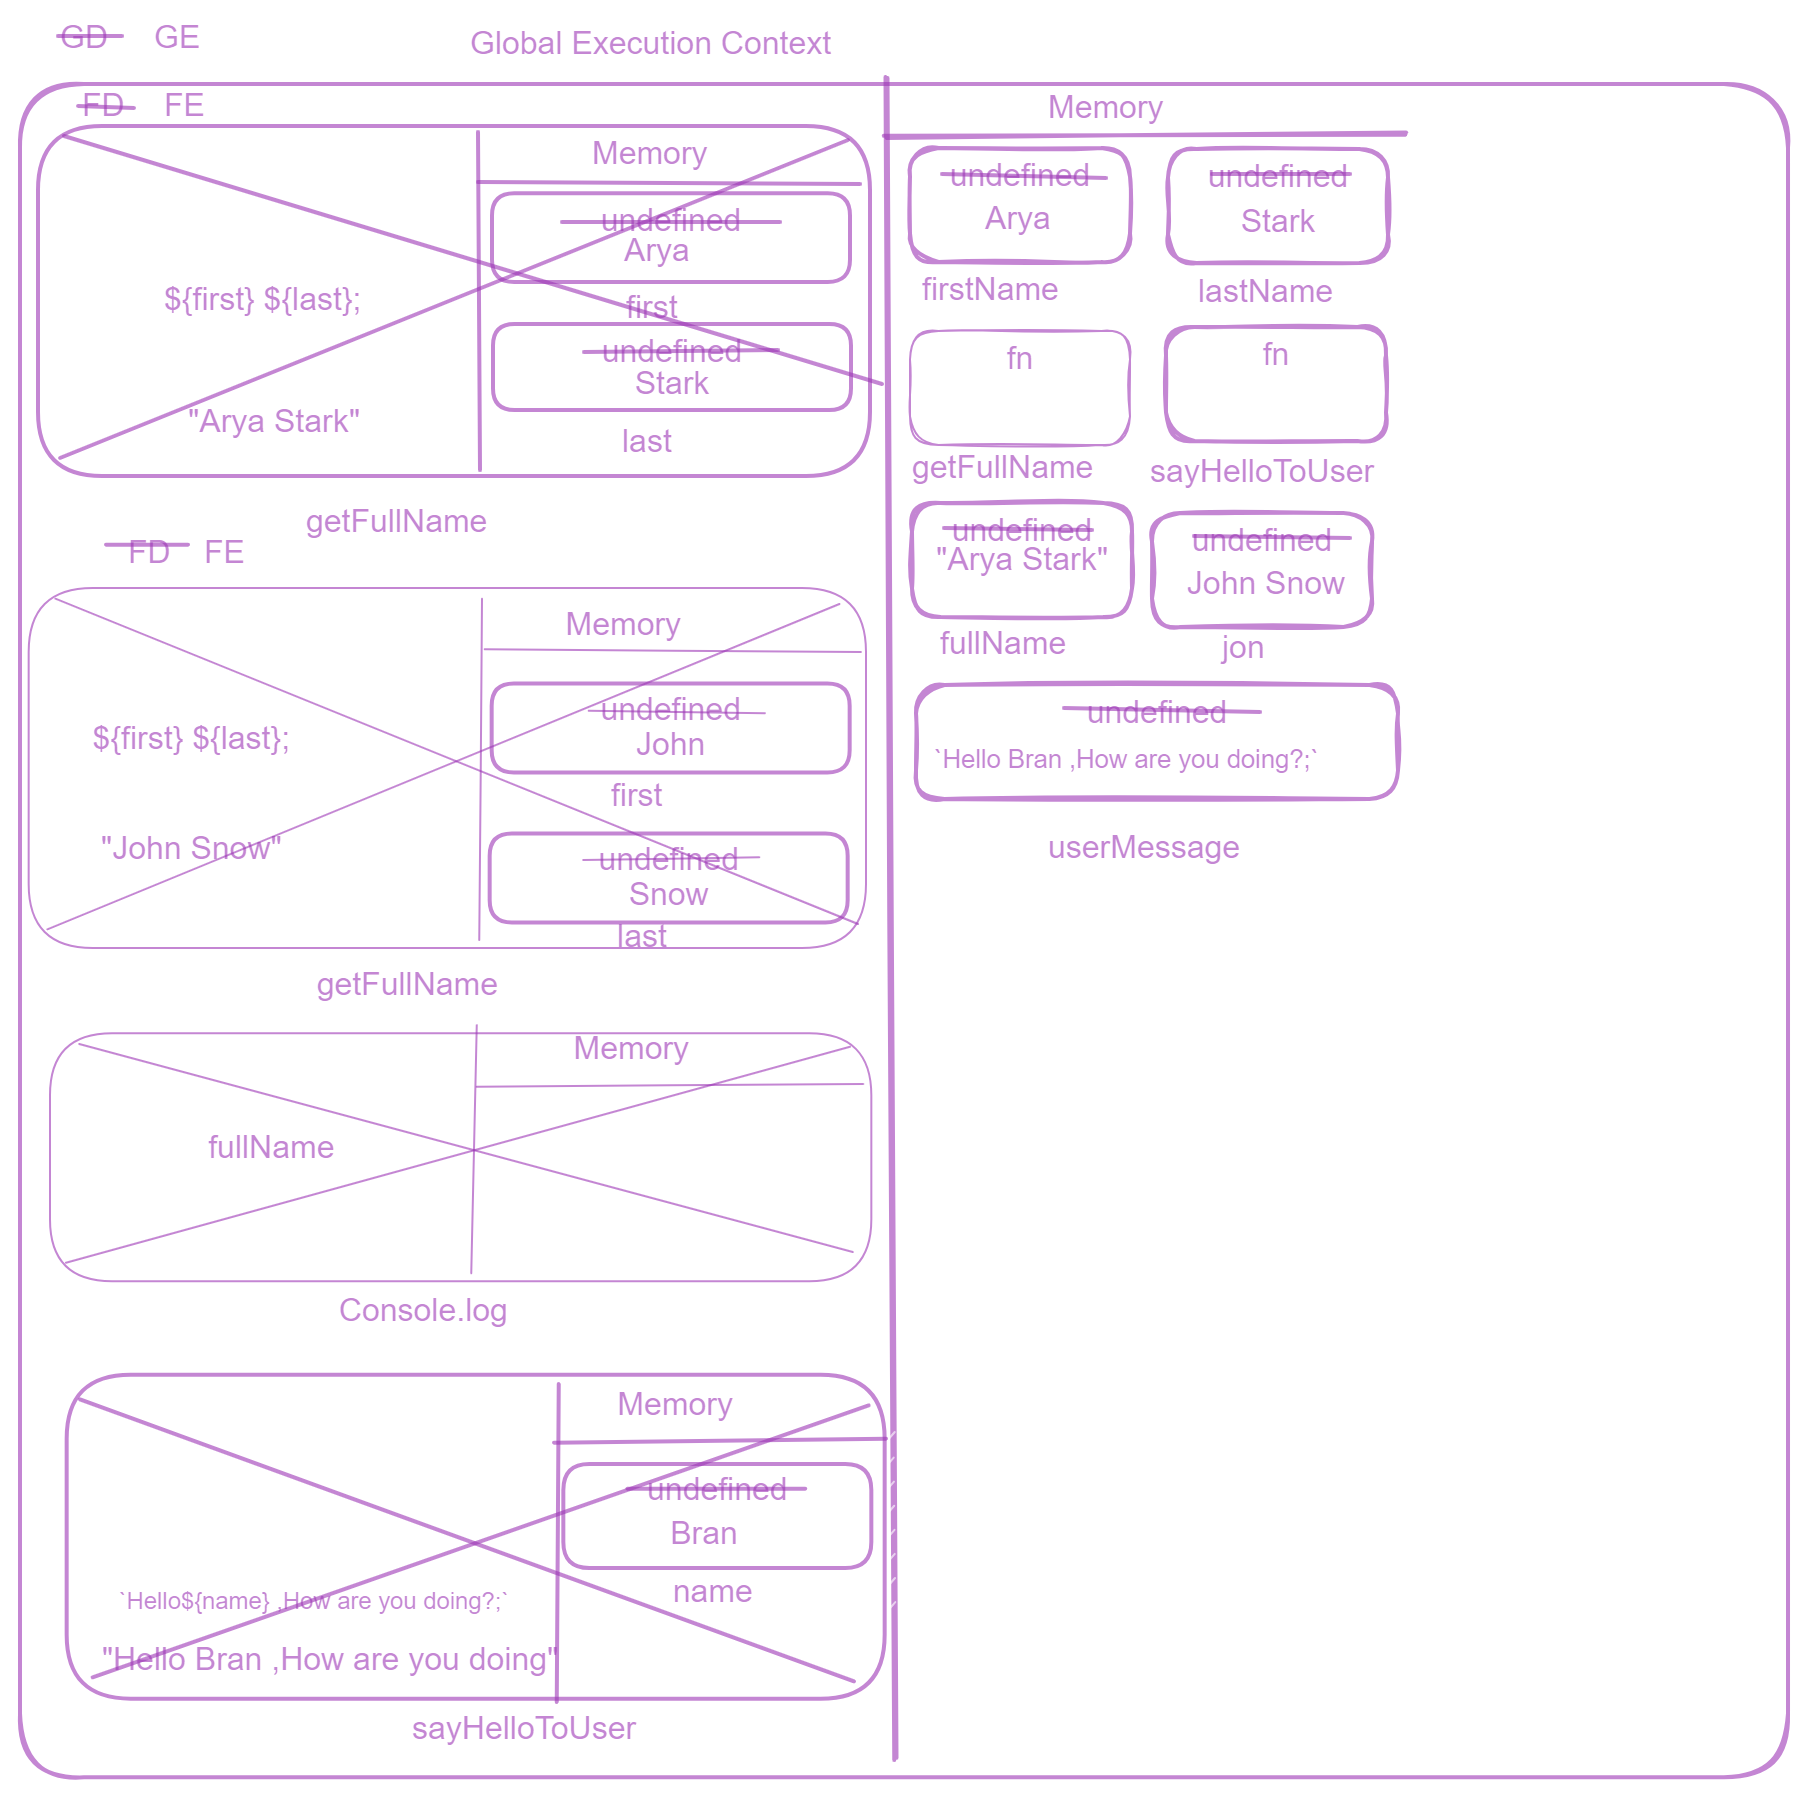 GD GE
Global Execution Context
FD FE
Memory
undefined
Arya
first
undefined
Stark
last
${first} ${last};
"Arya Stark"
getFullName
FD FE
Memory
undefined
John
first
undefined
Snow
last
${first} ${last};
"John Snow"
getFullName
Memory
fullName
Console.log
Memory
undefined
Bran
name
`Hello${name} ,How are you doing?;`
"Hello Bran ,How are you doing"
sayHelloToUser
Memory
undefined
Arya
firstName
undefined
Stark
lastName
fn
getFullName
fn
sayHelloToUser
undefined
"Arya Stark"
fullName
undefined
John Snow
jon
undefined
`Hello Bran ,How are you doing?;`
userMessage